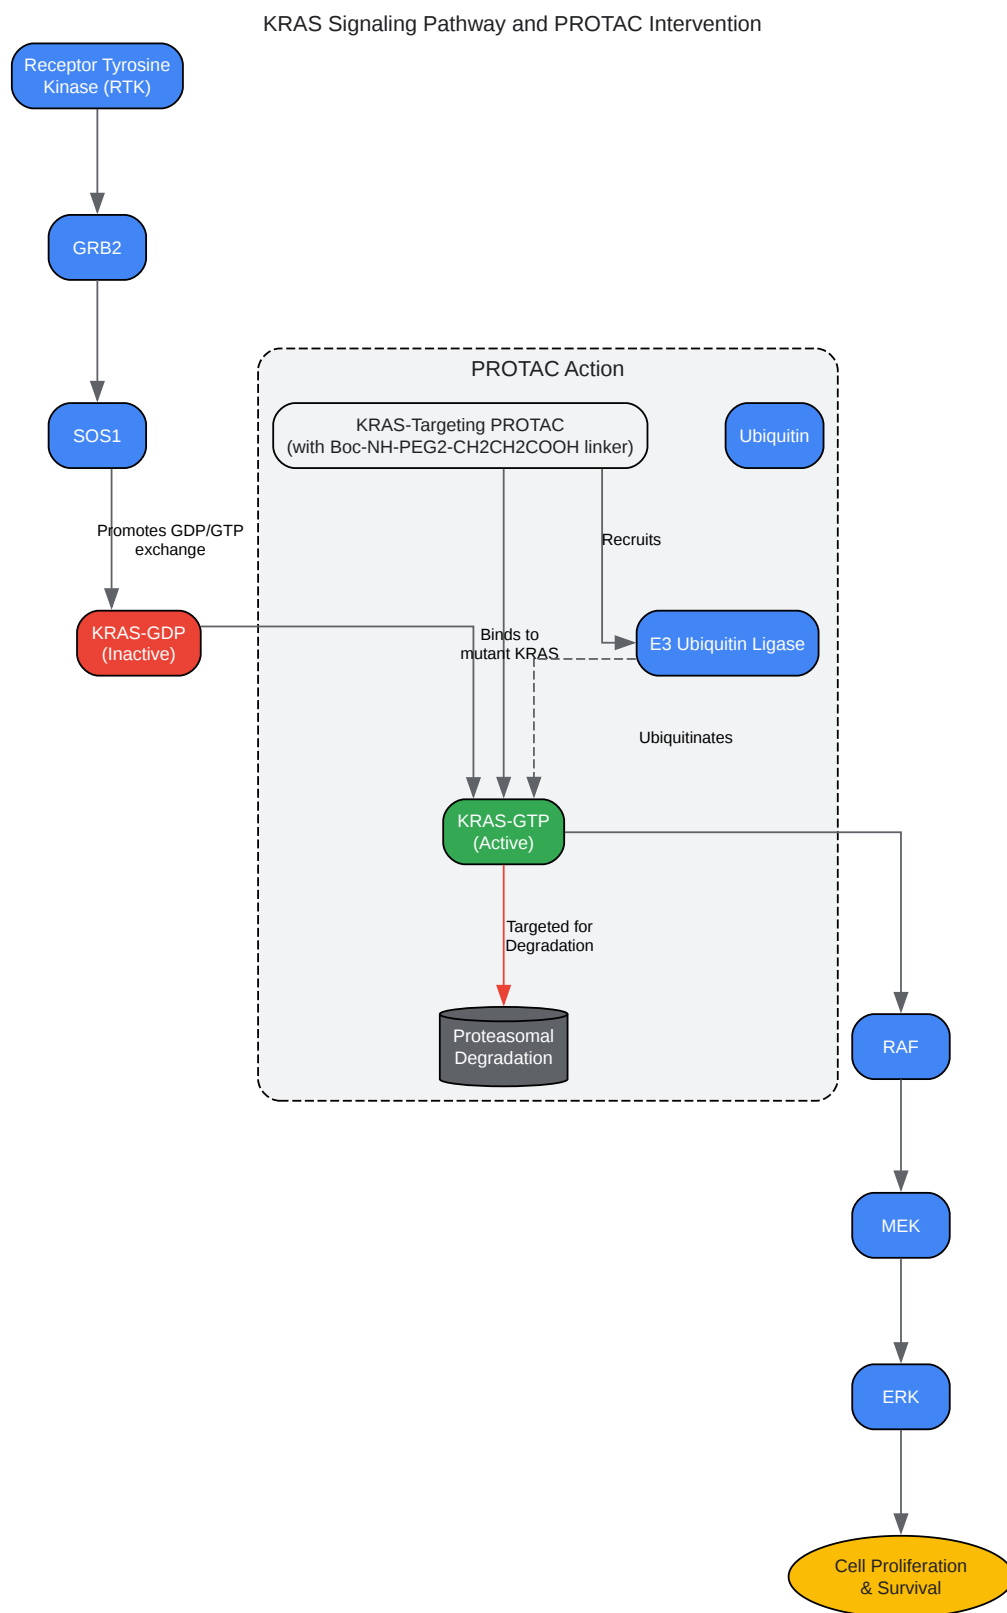 KRAS Signaling Pathway and PROTAC Intervention
Receptor Tyrosine
Kinase (RTK)
GRB2
SOS1
Promotes GDP/GTP
exchange
KRAS-GDP
(Inactive)
PROTAC Action
KRAS-Targeting PROTAC
(with Boc-NH-PEG2-CH2CH2COOH linker)
Ubiquitin
Recruits
Binds to
mutant KRAS
E3 Ubiquitin Ligase
Ubiquitinates
KRAS-GTP
(Active)
Targeted for
Degradation
Proteasomal
Degradation
RAF
MEK
ERK
Cell Proliferation
& Survival